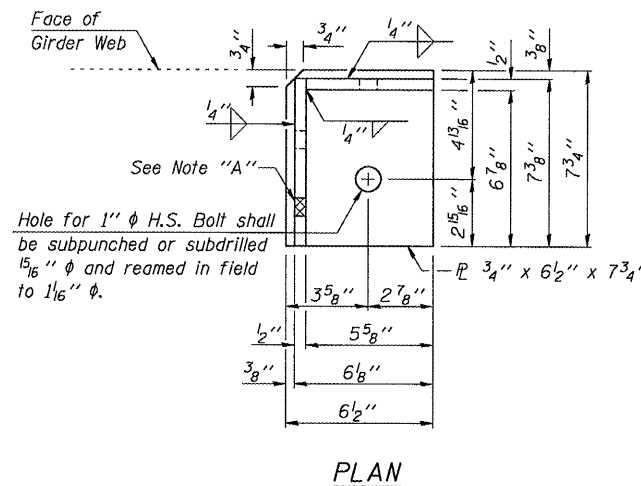 Face of
Girder Web
3/4"
3/4"
1/4"
1/2"
3/8"
1/4"
1/4"
See Note "A"
4 13/16"
6 7/8"
7 3/8"
7 3/4"
2 15/16"
Hole for 1" ϕ H.S. Bolt shall
be subpunched or subdrilled
15/16" ϕ and reamed in field
to 1 1/16" ϕ.
℄ 3/4" x 6 1/2" x 7 3/4"
3 5/8"
2 7/8"
1/2"
5 5/8"
3/8"
6 1/8"
6 1/2"
PLAN